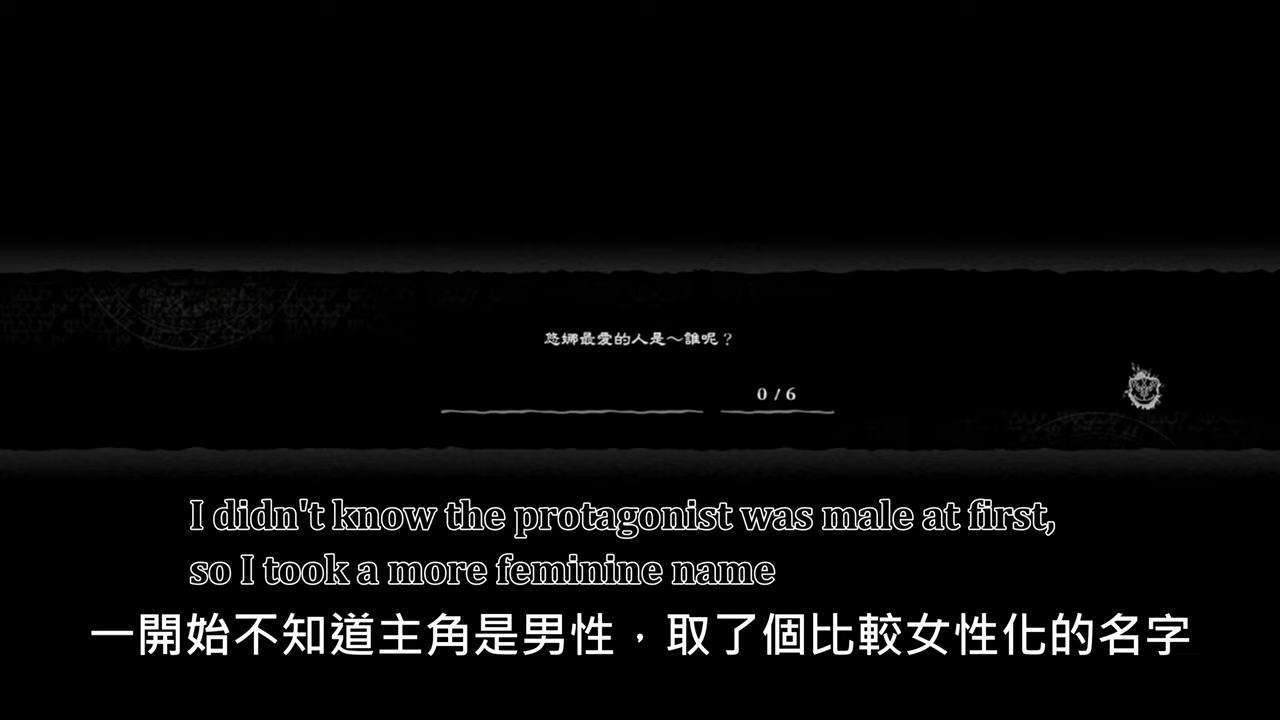 悠娜最愛的人是～誰呢？
0 / 6
I didn't know the protagonist was male at first,
so I took a more feminine name
一開始不知道主角是男性，取了個比較女性化的名字